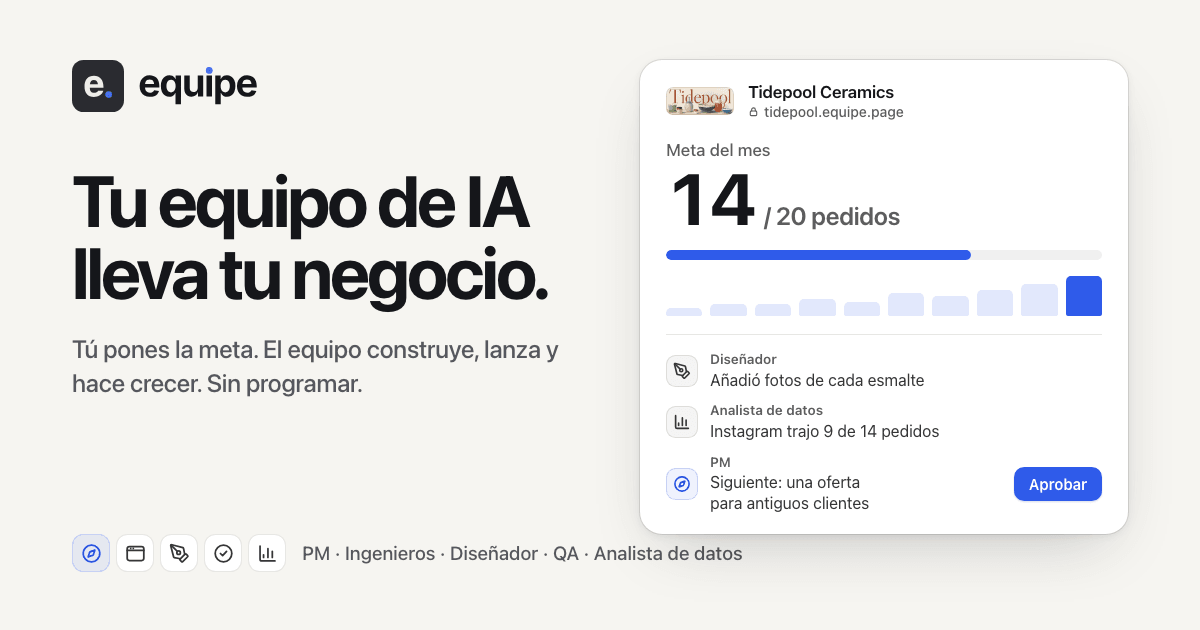 e.
equipe
Tu equipo de IA
lleva tu negocio.
Tú pones la meta. El equipo construye, lanza y
hace crecer. Sin programar.
PM · Ingenieros · Diseñador · QA · Analista de datos
Tidepool
Tidepool Ceramics
tidepool.equipe.page
Meta del mes
14 / 20 pedidos
Diseñador
Añadió fotos de cada esmalte
Analista de datos
Instagram trajo 9 de 14 pedidos
PM
Siguiente: una oferta
para antiguos clientes
Aprobar